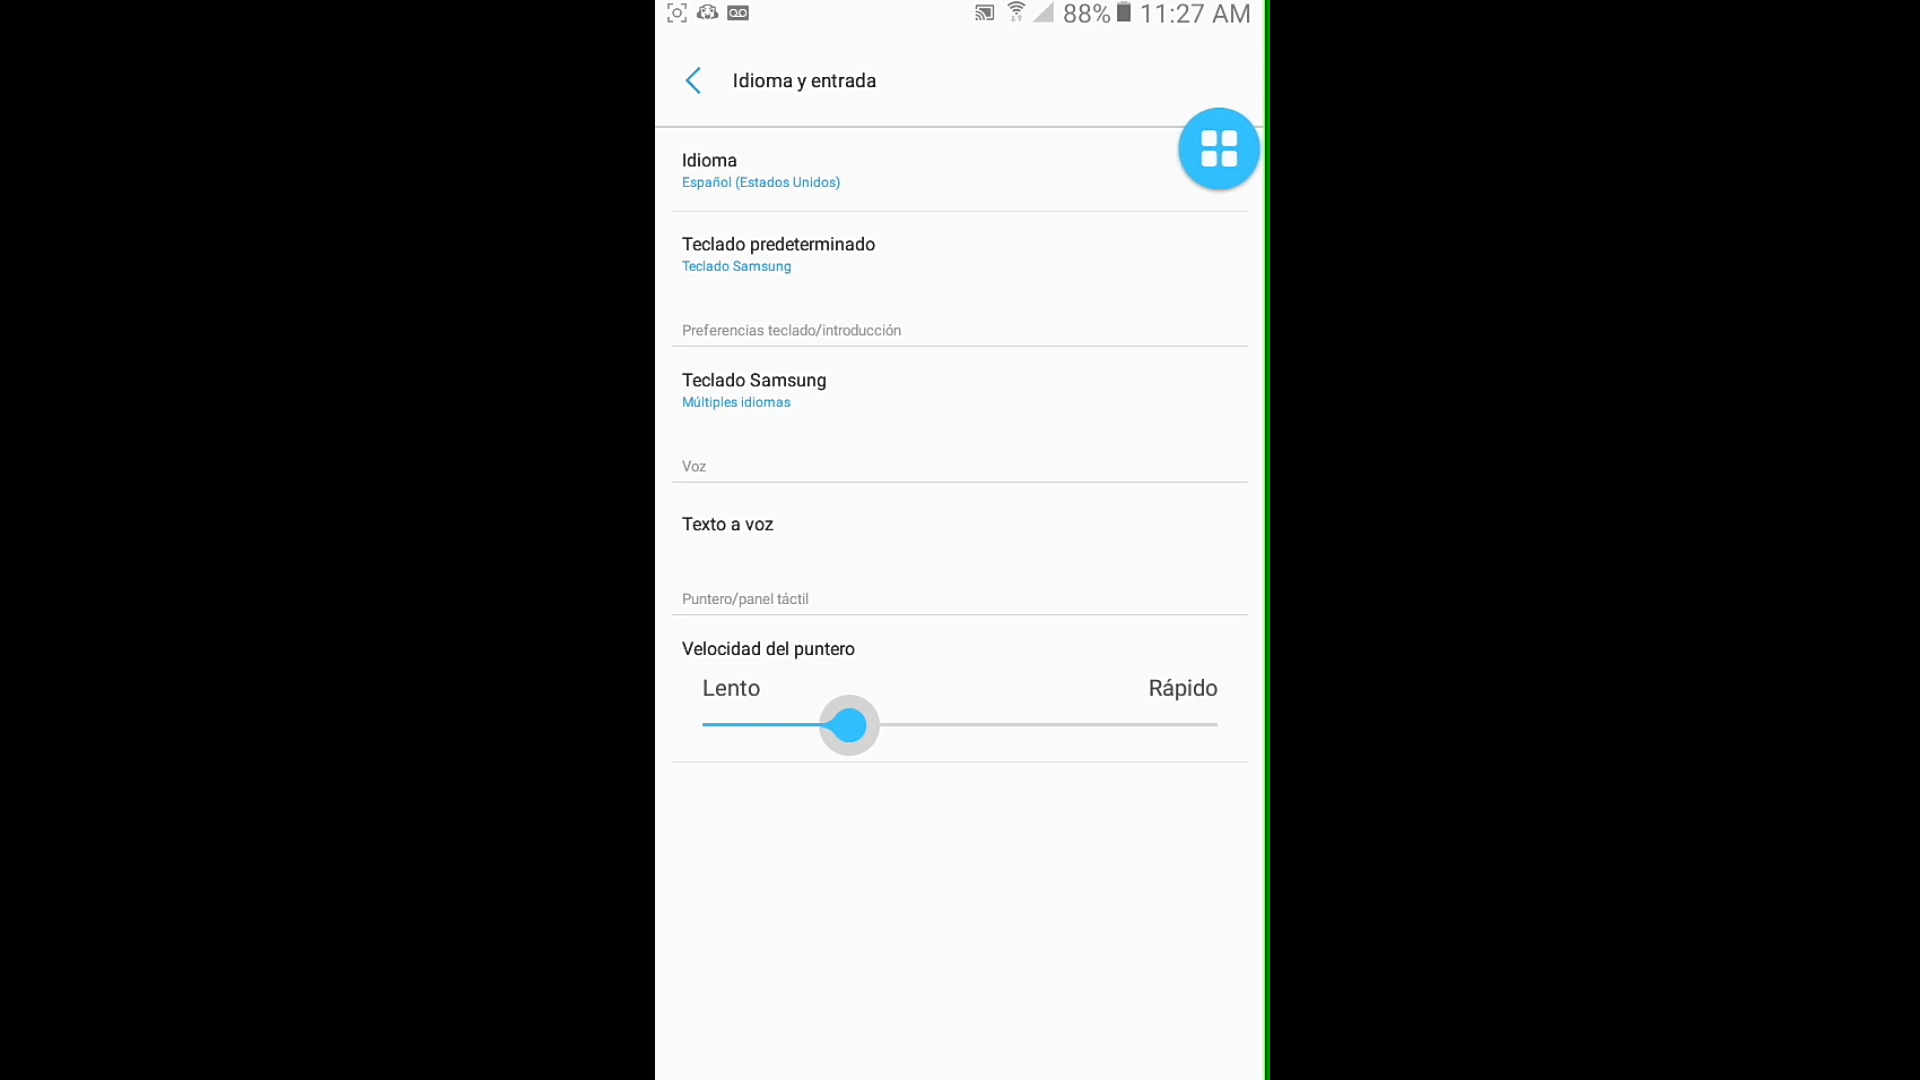 88% 11:27 AM
Idioma y entrada
Idioma
Español (Estados Unidos)
Teclado predeterminado
Teclado Samsung
Preferencias teclado/introducción
Teclado Samsung
Múltiples idiomas
Voz
Texto a voz
Puntero/panel táctil
Velocidad del puntero
Lento Rápido